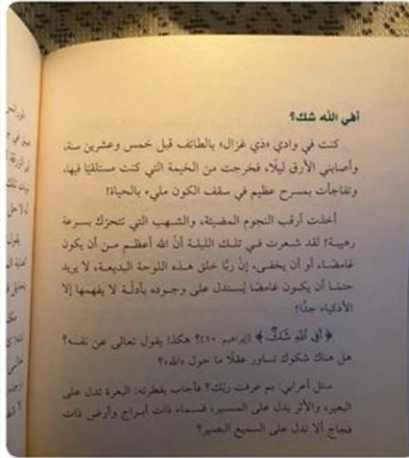 أفي الله شك؟
كنت في وادي «ذي غزال» بالطائف قبل خمس وعشرين سنة،
وأصابني الأرق ليلًا، فخرجت من الخيمة التي كنت مستلقيًا فيها،
وتفاجأت بمسرح عظيم في سقف الكون مليء بالحياة!
أخذت أرقب النجوم المضيئة، والشهب التي تتحرك بسرعة
رهيبة! لقد شعرت في تلك الليلة أن الله أعظم من أن يكون
غامضًا، أو أن يخفى. إن ربًّا خلق هذه اللوحة البديعة، لا يريد
حتمًا أن يكون غامضًا ليُستدل على وجوده بأدلّة لا يفهمها إلا
الأذكياء جدًّا!
﴿أَفِي اللَّهِ شَكٌّ﴾ [إبراهيم: ١٠]؟ هكذا يقول تعالى عن نفسه؟
هل هناك شكوك تساور عقلًا ما حول «الله»؟
سئل أعرابي: بم عرفت ربك؟ فأجاب بفطرته: البعرة تدل على
البعير، والأثر يدل على المسير، فسماء ذات أبراج وأرض ذات
فجاج ألا تدل على السميع البصير؟